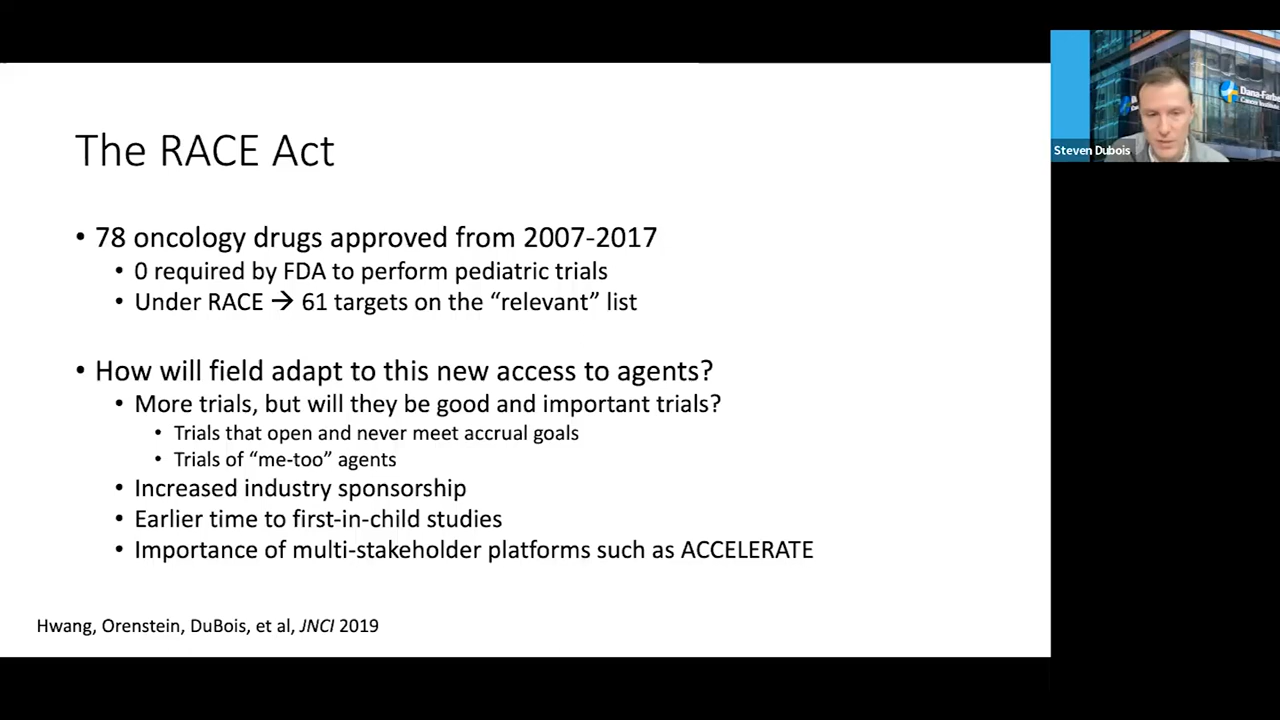 The RACE Act
• 78 oncology drugs approved from 2007-2017
• 0 required by FDA to perform pediatric trials
• Under RACE → 61 targets on the “relevant” list
• How will field adapt to this new access to agents?
• More trials, but will they be good and important trials?
• Trials that open and never meet accrual goals
• Trials of “me-too” agents
• Increased industry sponsorship
• Earlier time to first-in-child studies
• Importance of multi-stakeholder platforms such as ACCELERATE
Hwang, Orenstein, DuBois, et al, JNCI 2019
Dana-Farbe
Cancer Institute
Steven Dubois